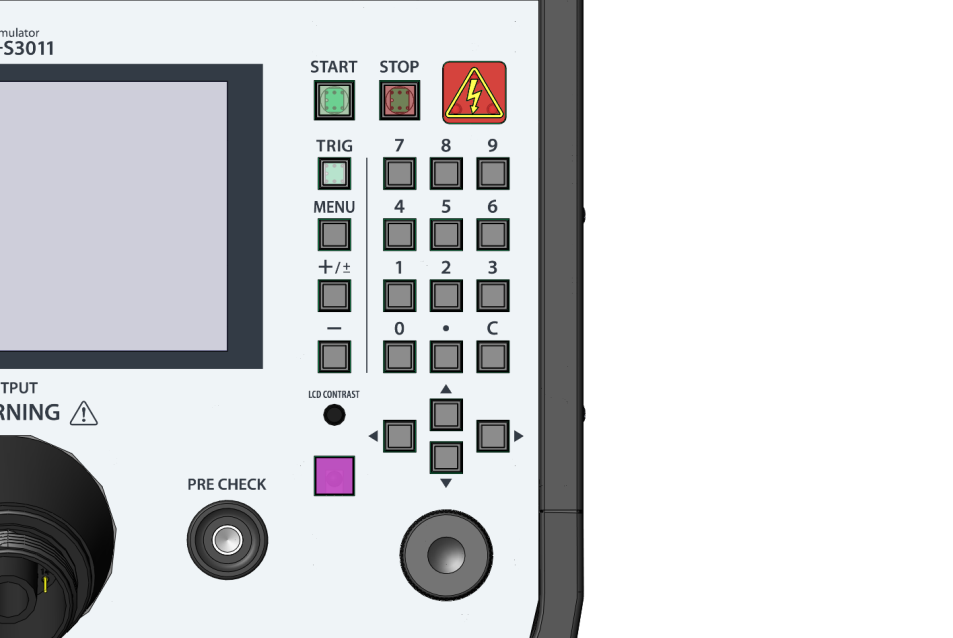 mulator
-S3011
START STOP
TRIG 7 8 9
MENU 4 5 6
+/± 1 2 3
− 0 • C
TPUT
RNING
LCD CONTRAST
PRE CHECK